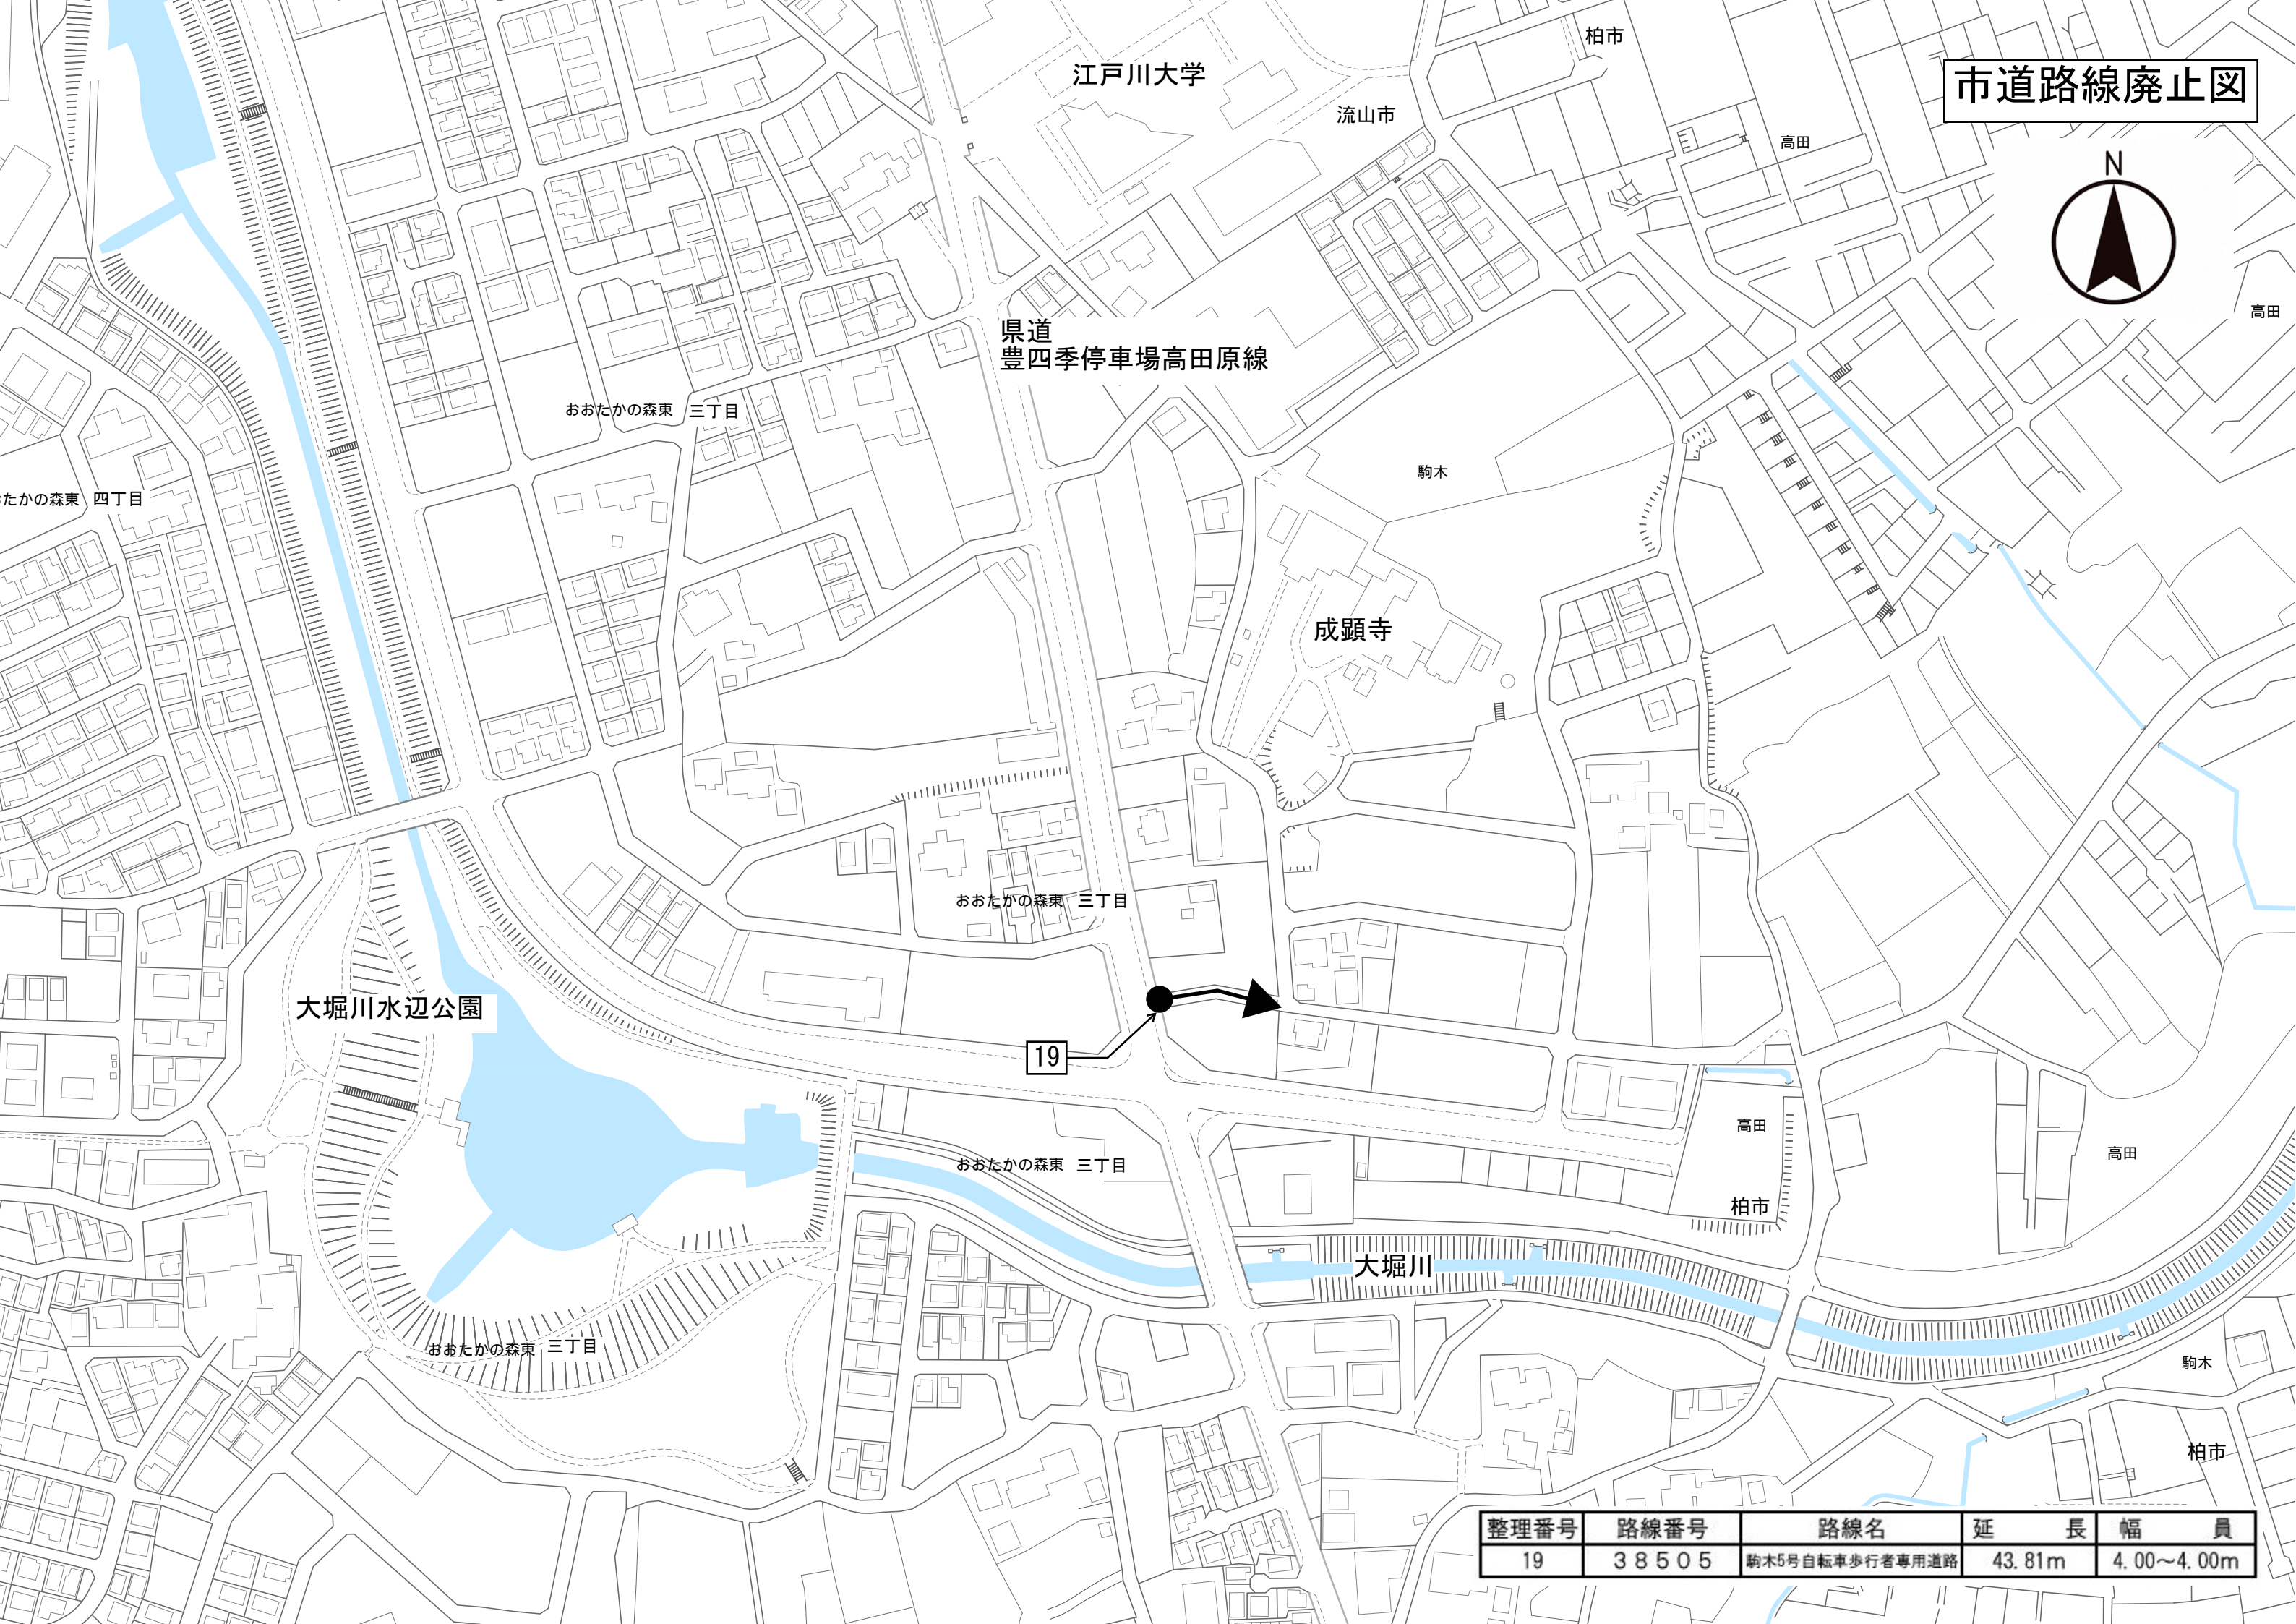 柏市
江戸川大学
市道路線廃止図
流山市
高田
N
高田
県道
豊四季停車場高田原線
おおたかの森東 三丁目
駒木
たかの森東 四丁目
成顕寺
おおたかの森東 三丁目
大堀川水辺公園
19
高田
高田
おおたかの森東 三丁目
柏市
大堀川
おおたかの森東 三丁目
駒木
柏市
整理番号 路線番号 路線名 延長 幅員
19 38505 駒木5号自転車歩行者専用道路 43.81m 4.00～4.00m